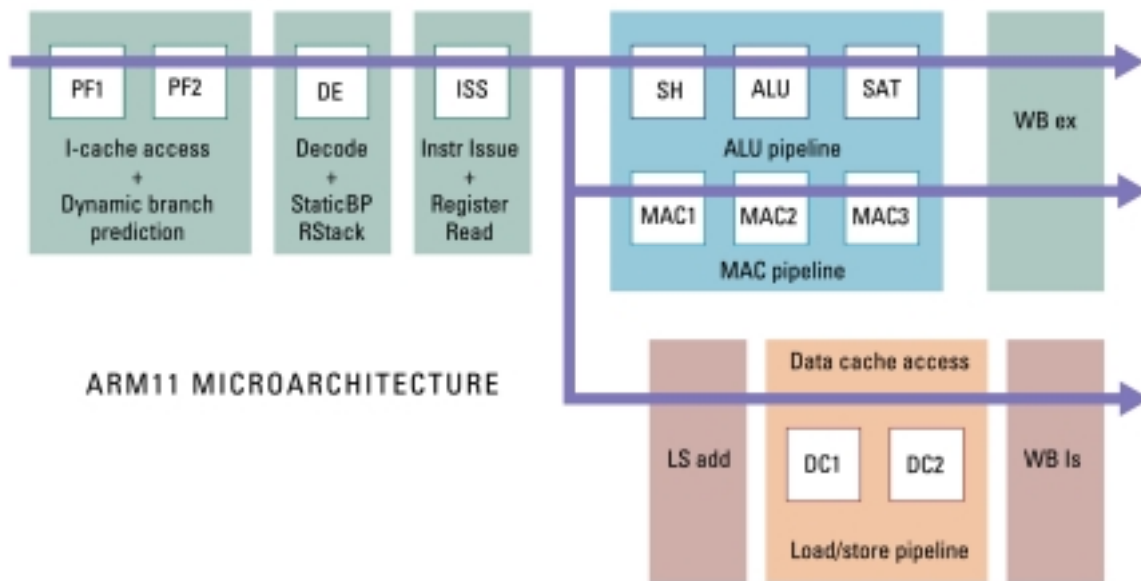 PF1
PF2
I-cache access
+
Dynamic branch
prediction
DE
Decode
+
StaticBP
RStack
ISS
Instr Issue
+
Register
Read
SH
ALU
SAT
ALU pipeline
MAC1
MAC2
MAC3
MAC pipeline
WB ex
ARM11 MICROARCHITECTURE
LS add
Data cache access
DC1
DC2
Load/store pipeline
WB ls